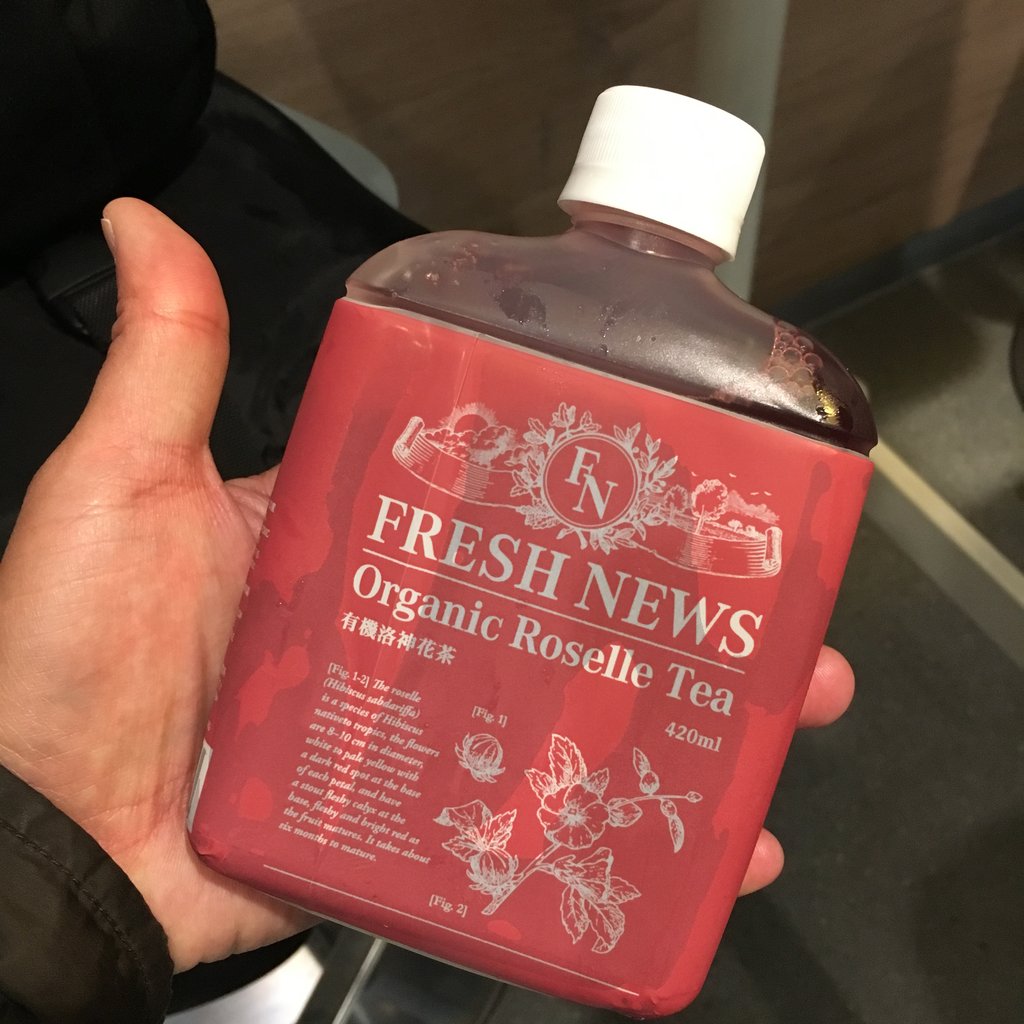 FN
FRESH NEWS
Organic Roselle Tea
有機洛神花茶
420ml
[Fig. 1-2] The roselle
(Hibiscus sabdariffa)
is a species of Hibiscus
nativeto tropics, the flowers
are 8-10 cm in diameter
white to pale yellow with
a dark red spot at the base
of each petal, and have
a stout fleshy calyx at the
base, fleshy and bright red as
the fruit matures. It takes about
six months to mature.
[Fig. 1]
[Fig. 2]